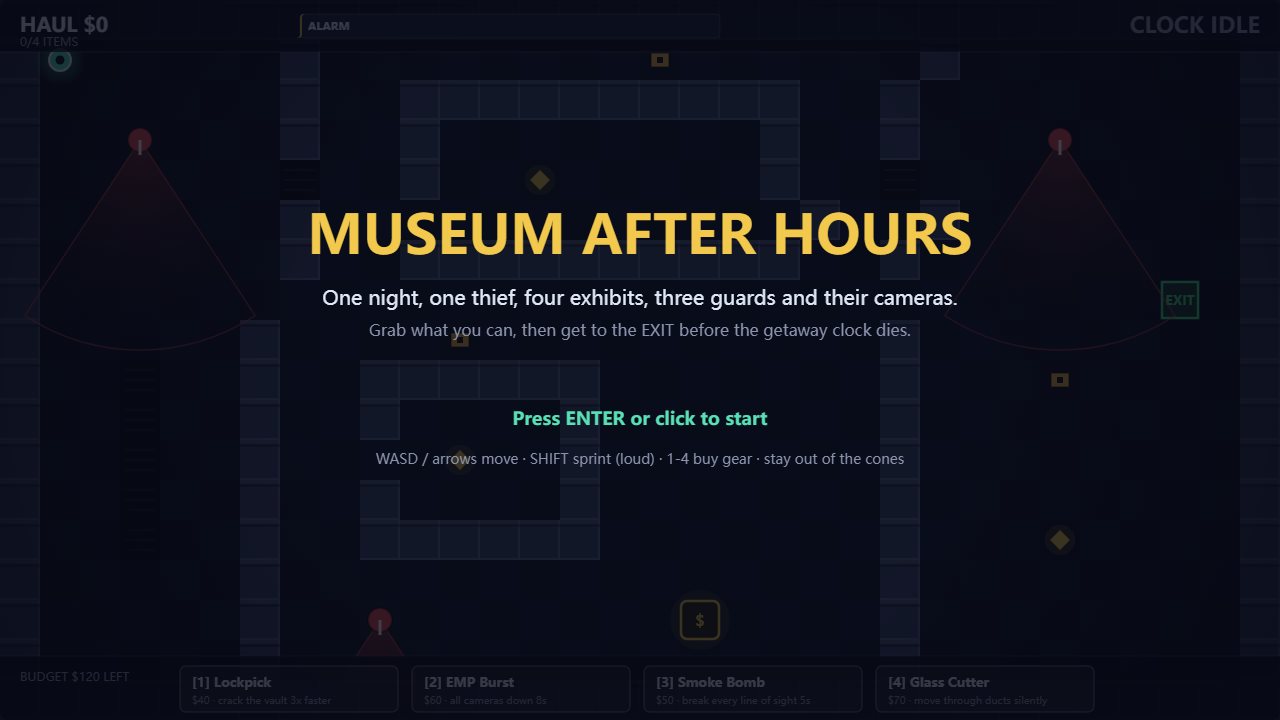 HAUL $0
0/4 ITEMS
ALARM
CLOCK IDLE
MUSEUM AFTER HOURS
One night, one thief, four exhibits, three guards and their cameras.
EXIT
Grab what you can, then get to the EXIT before the getaway clock dies.
Press ENTER or click to start
WASD / arrows move · SHIFT sprint (loud) · 1-4 buy gear · stay out of the cones
$
BUDGET $120 LEFT
[1] Lockpick
$40 · crack the vault 3x faster
[2] EMP Burst
$60 · all cameras down 8s
[3] Smoke Bomb
$50 · break every line of sight 5s
[4] Glass Cutter
$70 · move through ducts silently